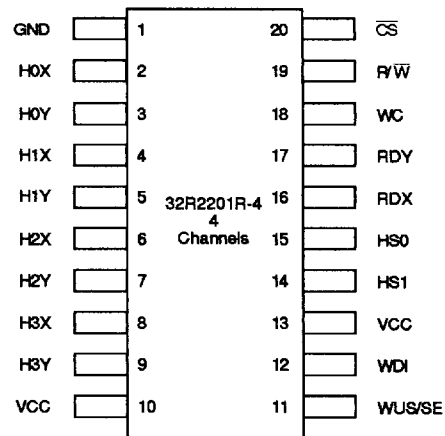 GND 1 20 C̅S̅
H0X 2 19 R/W̅
H0Y 3 18 WC
H1X 4 17 RDY
H1Y 5 16 RDX
32R2201R-4
4
Channels
H2X 6 15 HS0
H2Y 7 14 HS1
H3X 8 13 VCC
H3Y 9 12 WDI
VCC 10 11 WUS/SE